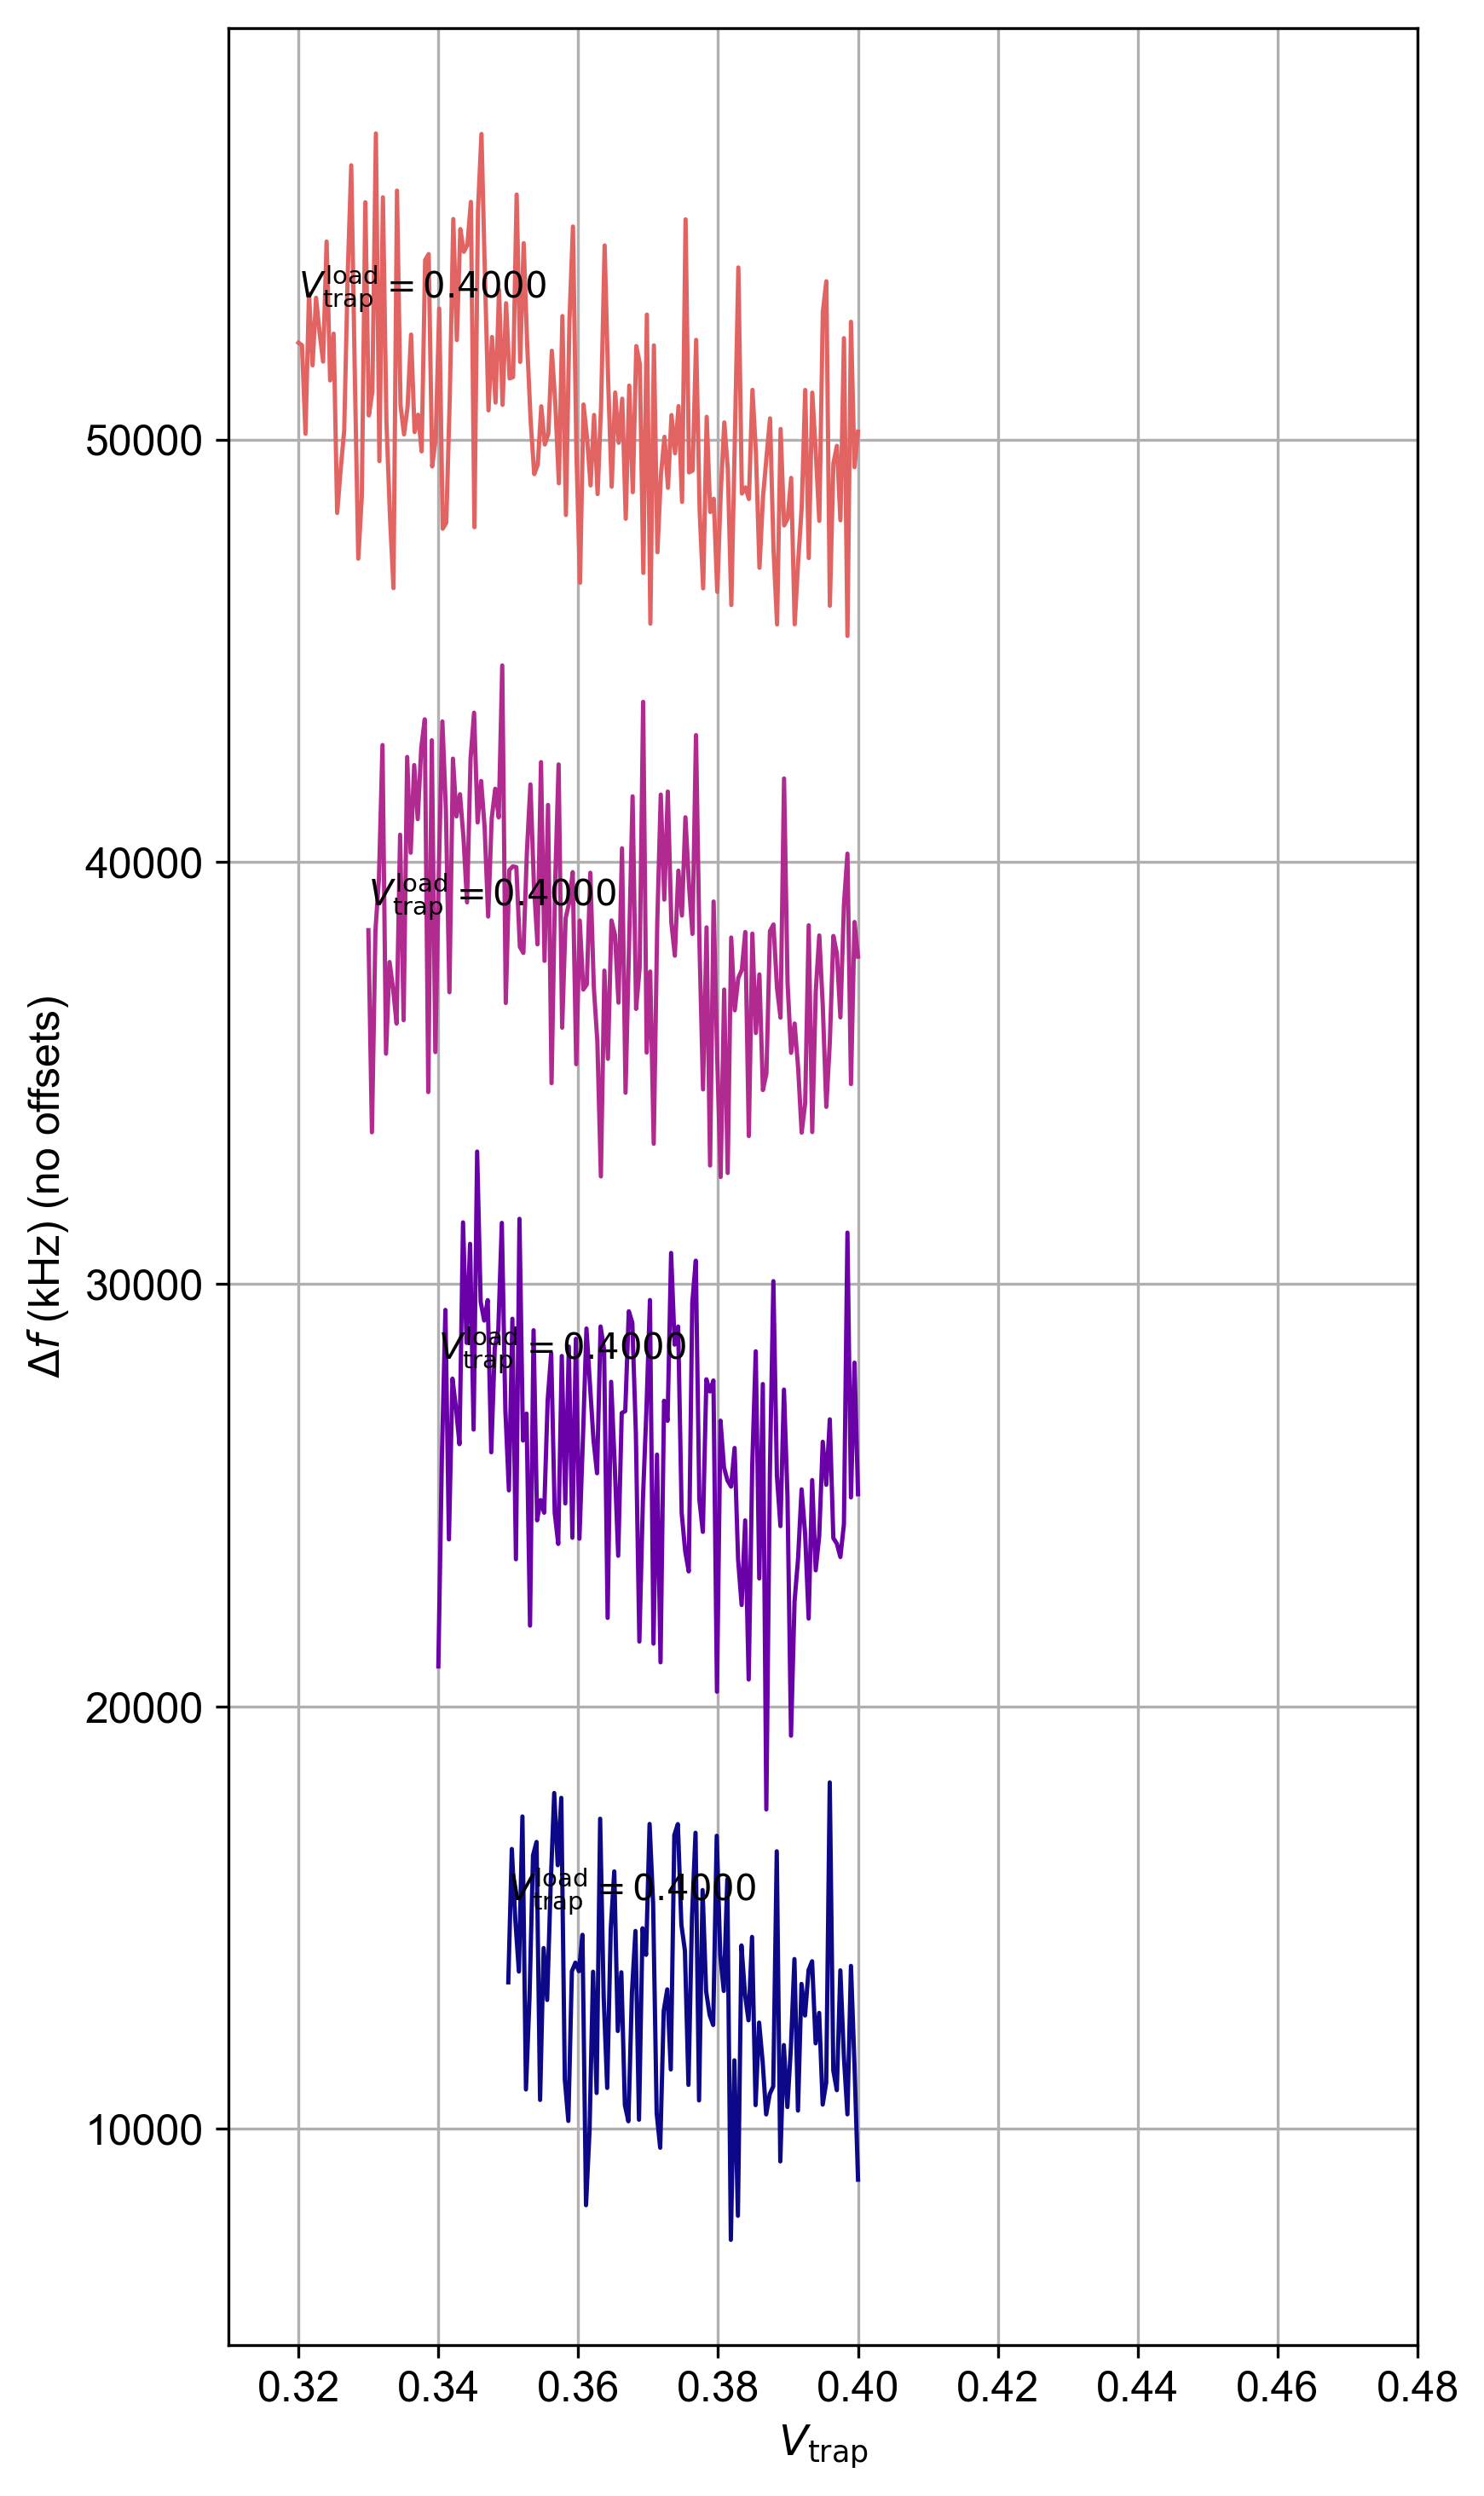 Δf (kHz) (no offsets)
50000
40000
30000
20000
10000
V_trap^load = 0.4000
V_trap^load = 0.4000
V_trap^load = 0.4000
V_trap^load = 0.4000
0.32 0.34 0.36 0.38 0.40 0.42 0.44 0.46 0.48
V_trap